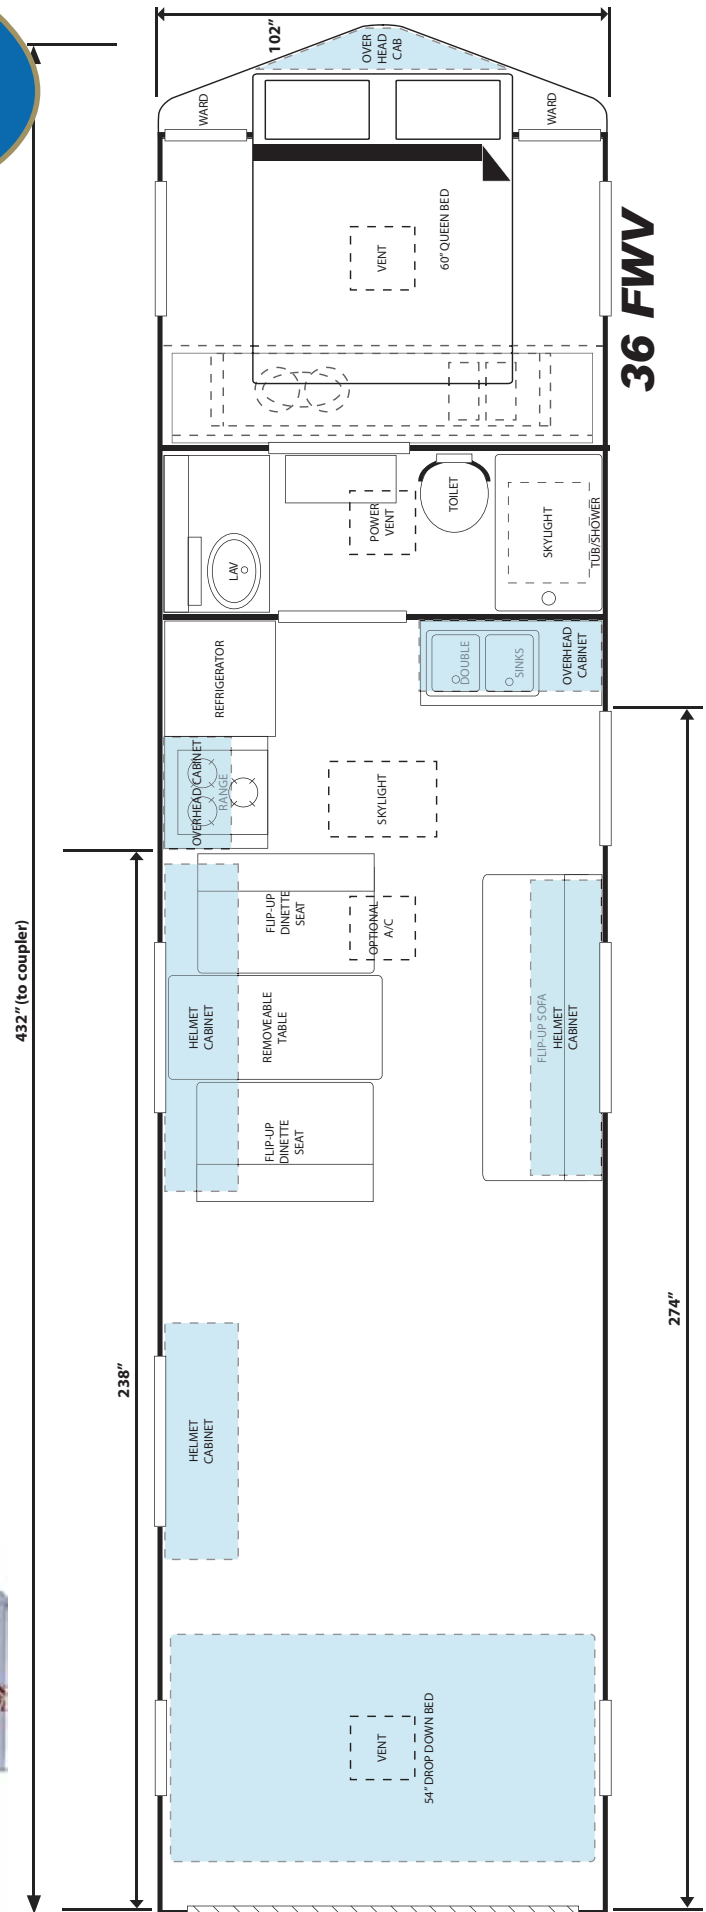 102”
OVER
HEAD
CAB
WARD
WARD
VENT
60” QUEEN BED
36 FWV
LAV
POWER
VENT
TOILET
SKYLIGHT
TUB/SHOWER
REFRIGERATOR
DOUBLE
SINKS
OVERHEAD
CABINET
OVERHEAD CABINET
RANGE
SKYLIGHT
432” (to coupler)
FLIP-UP
DINETTE
SEAT
OPTIONAL
A/C
HELMET
CABINET
REMOVEABLE
TABLE
FLIP-UP SOFA
HELMET
CABINET
FLIP-UP
DINETTE
SEAT
274”
238”
HELMET
CABINET
VENT
54” DROP DOWN BED